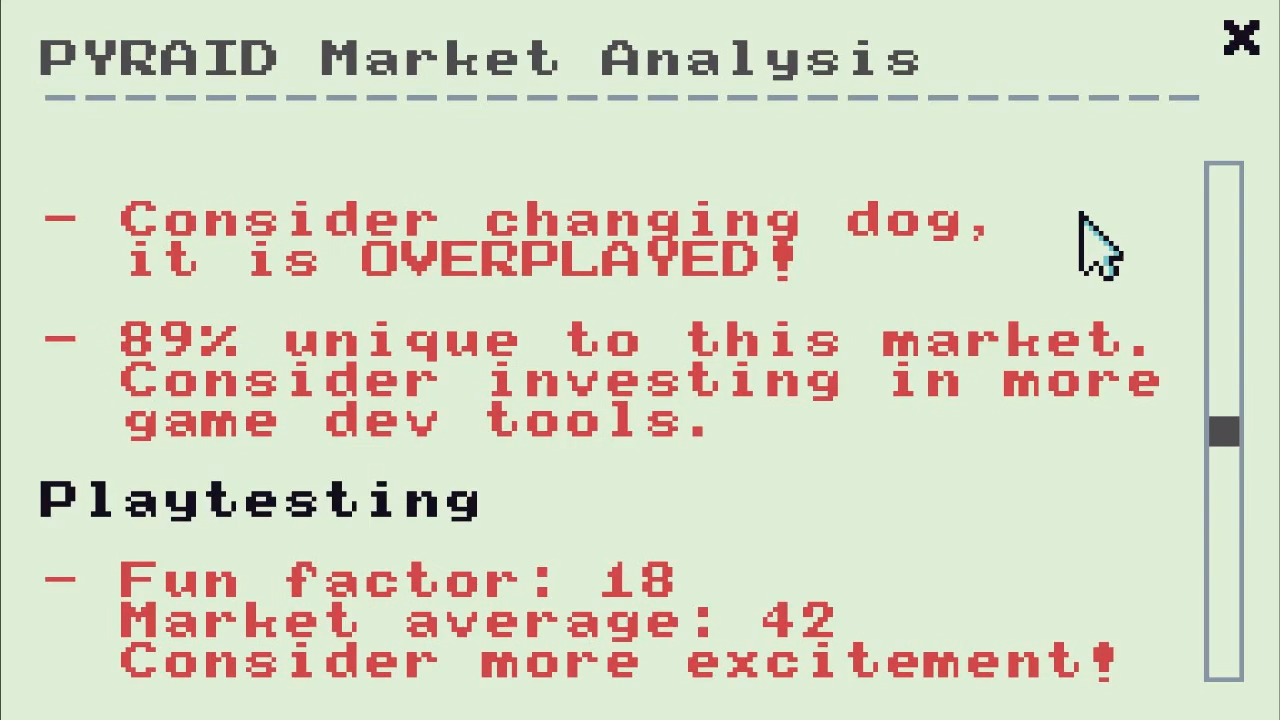 PYRAID Market Analysis
- Consider changing dog,
it is OVERPLAYED!
- 89% unique to this market.
Consider investing in more
game dev tools.
Playtesting
- Fun factor: 18
Market average: 42
Consider more excitement!